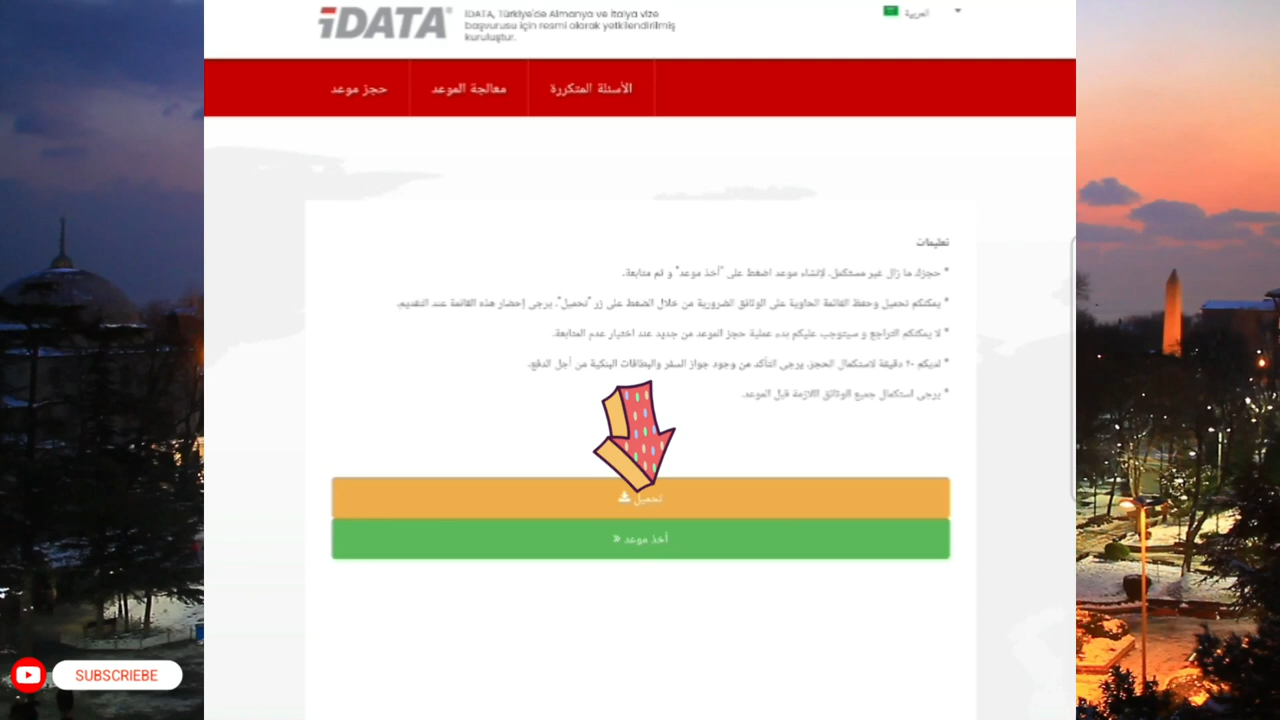 iDATA®
IDATA, Türkiye'de Almanya ve İtalya vize
başvurusu için resmi olarak yetkilendirilmiş
kuruluştur.
العربية
حجز موعد
معالجة الموعد
الأسئلة المتكررة
تعليمات
* حجزك ما زال غير مستكمل. لإنشاء موعد اضغط على "أخذ موعد" و ثم متابعة.
* يمكنكم تحميل وحفظ القائمة الحاوية على الوثائق الضرورية من خلال الضغط على زر "تحميل". يرجى إحضار هذه القائمة عند التقديم.
* لا يمكنكم التراجع و سيتوجب عليكم بدء عملية حجز الموعد من جديد عند اختيار عدم المتابعة.
* لديكم ٢٠ دقيقة لاستكمال الحجز. يرجى التأكد من وجود جواز السفر والبطاقات البنكية من أجل الدفع.
* يرجى استكمال جميع الوثائق اللازمة قبل الموعد.
تحميل
أخذ موعد »
SUBSCRIEBE